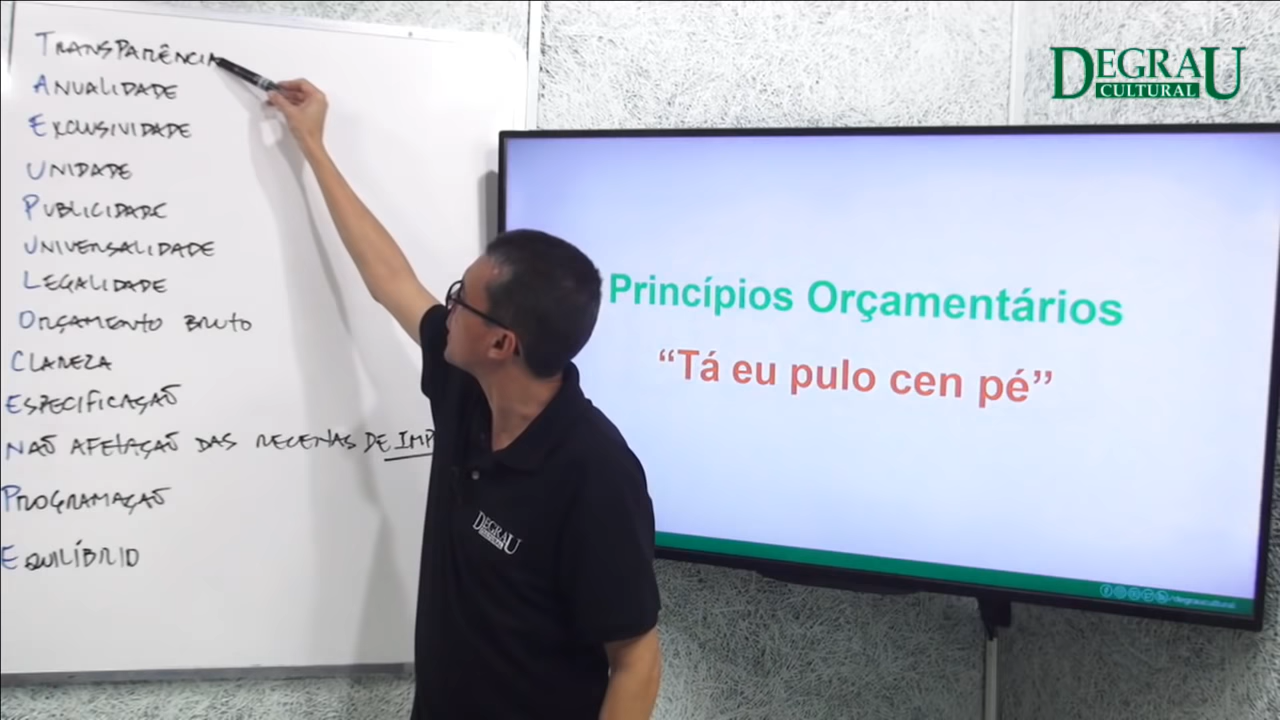 TRANSPARÊNCIA
ANUALIDADE
EXCLUSIVIDADE
UNIDADE
PUBLICIDADE
UNIVERSALIDADE
LEGALIDADE
ORÇAMENTO BRUTO
CLAREZA
ESPECIFICAÇÃO
NÃO AFETAÇÃO DAS RECEITAS DE IMP
PROGRAMAÇÃO
EQUILÍBRIO
DEGRAU
CULTURAL
Princípios Orçamentários
“Tá eu pulo cen pé”
DEGRAU